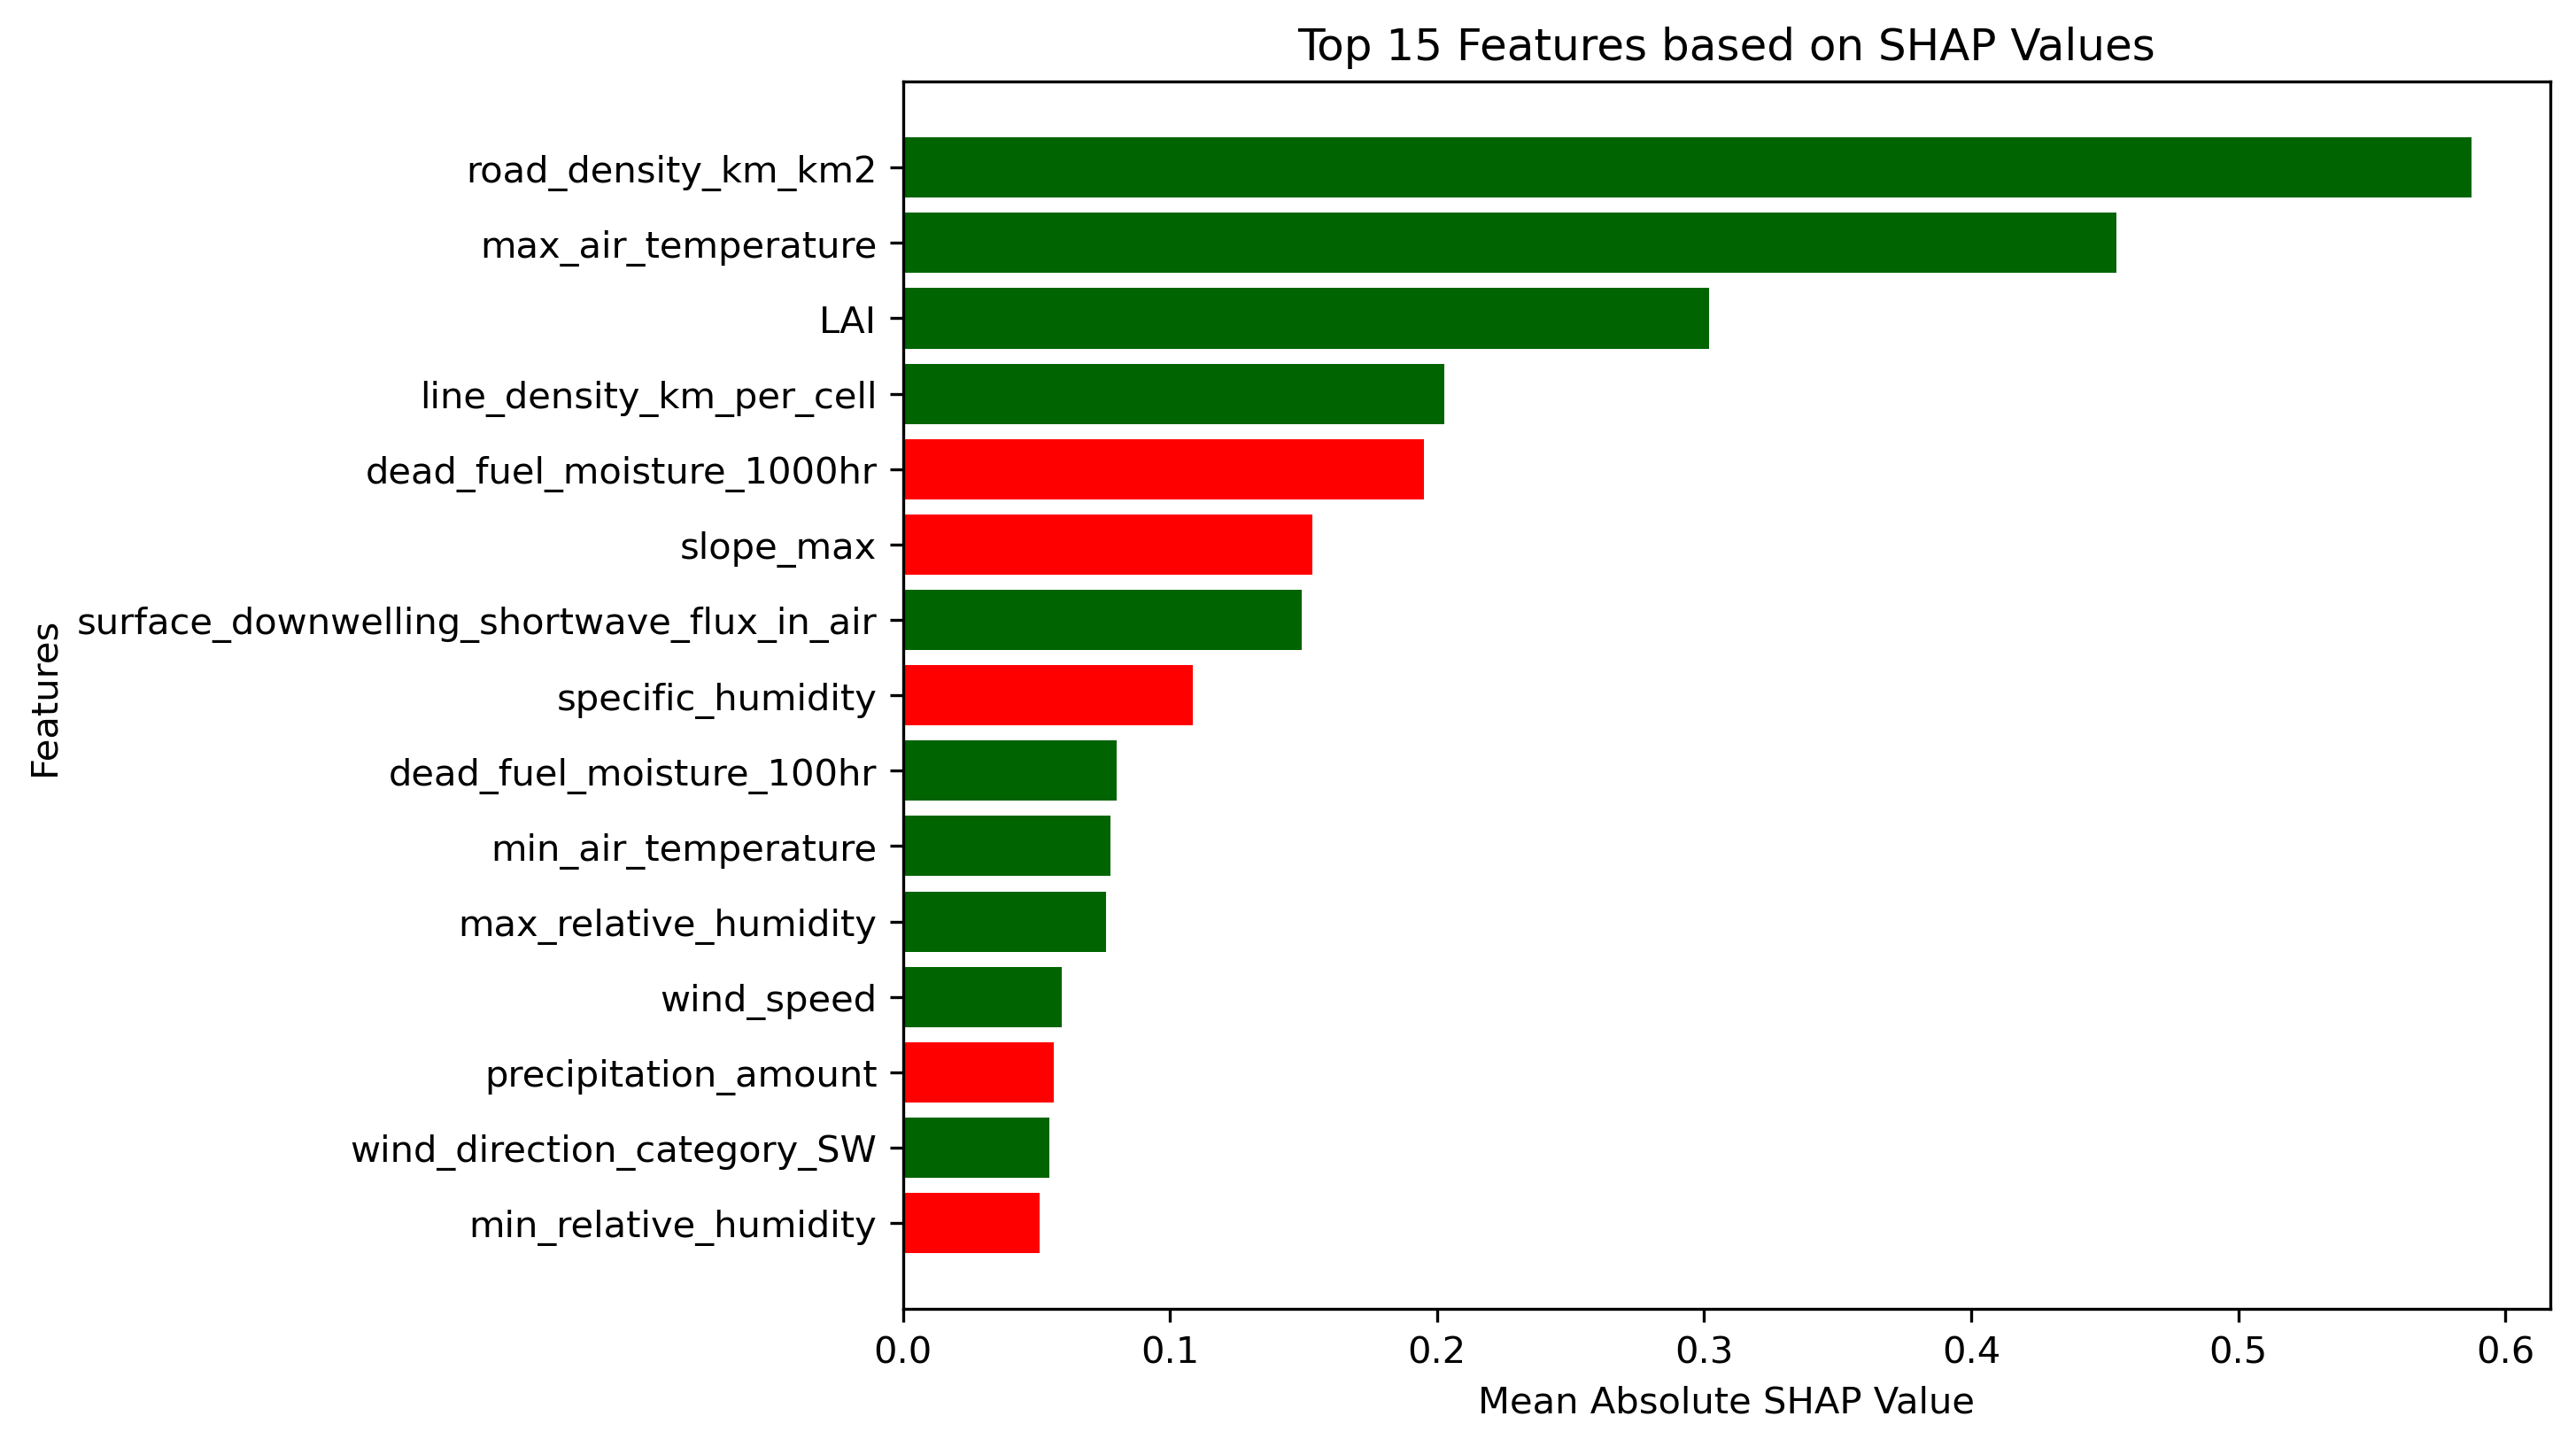 Top 15 Features based on SHAP Values
Features
road_density_km_km2
max_air_temperature
LAI
line_density_km_per_cell
dead_fuel_moisture_1000hr
slope_max
surface_downwelling_shortwave_flux_in_air
specific_humidity
dead_fuel_moisture_100hr
min_air_temperature
max_relative_humidity
wind_speed
precipitation_amount
wind_direction_category_SW
min_relative_humidity
0.0 0.1 0.2 0.3 0.4 0.5 0.6
Mean Absolute SHAP Value